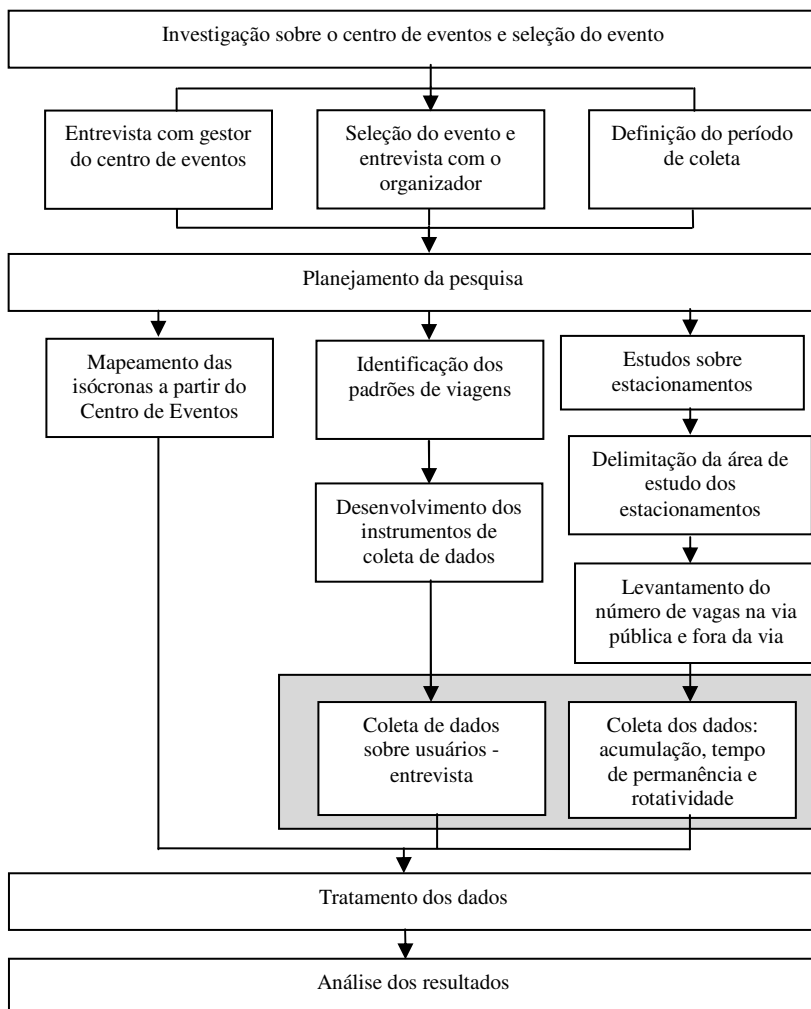 Investigação sobre o centro de eventos e seleção do evento
Entrevista com gestor
do centro de eventos
Seleção do evento e
entrevista com o
organizador
Definição do período
de coleta
Planejamento da pesquisa
Mapeamento das
isócronas a partir do
Centro de Eventos
Identificação dos
padrões de viagens
Estudos sobre
estacionamentos
Desenvolvimento dos
instrumentos de
coleta de dados
Delimitação da área de
estudo dos
estacionamentos
Levantamento do
número de vagas na via
pública e fora da via
Coleta de dados
sobre usuários -
entrevista
Coleta dos dados:
acumulação, tempo
de permanência e
rotatividade
Tratamento dos dados
Análise dos resultados